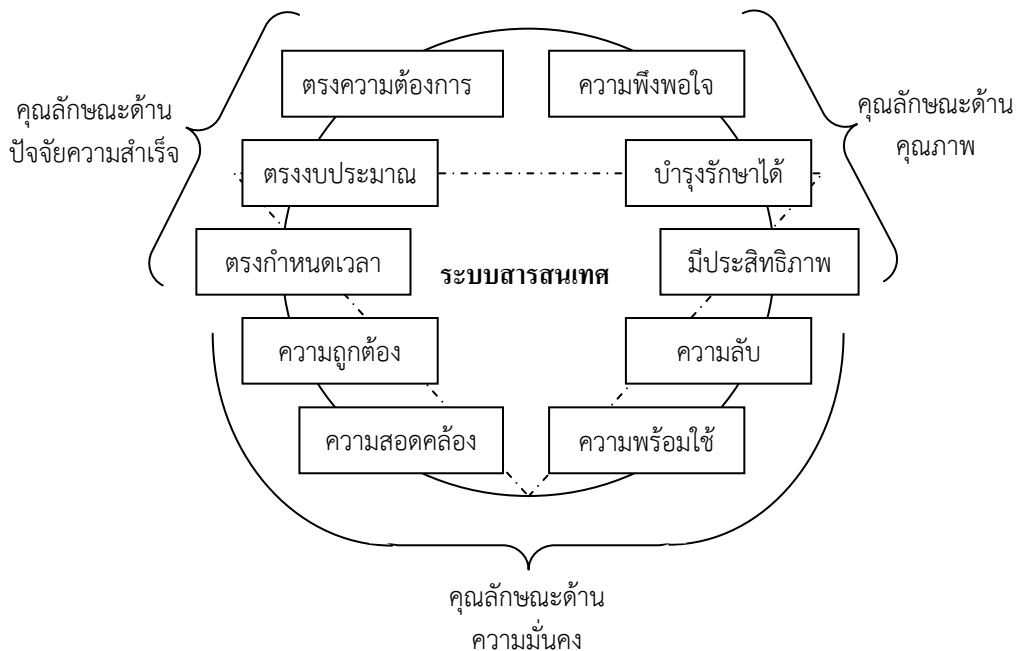 ตรงความต้องการ
ความพึงพอใจ
คุณลักษณะด้าน
ปัจจัยความสำเร็จ
คุณลักษณะด้าน
คุณภาพ
ตรงงบประมาณ
บำรุงรักษาได้
ตรงกำหนดเวลา
ระบบสารสนเทศ
มีประสิทธิภาพ
ความถูกต้อง
ความลับ
ความสอดคล้อง
ความพร้อมใช้
คุณลักษณะด้าน
ความมั่นคง